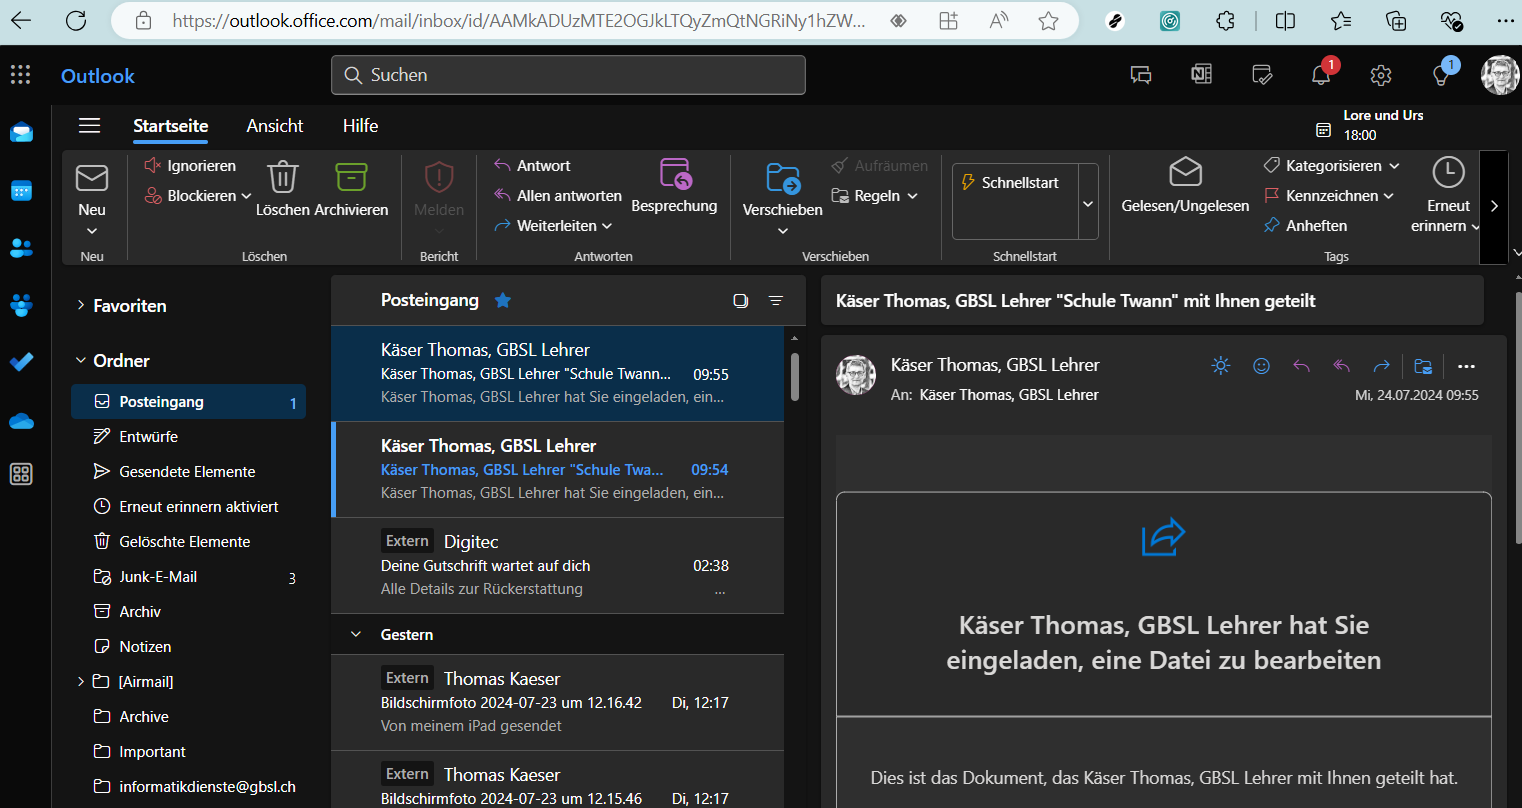 https://outlook.office.com/mail/inbox/id/AAMkADUzMTE2OGJkLTQyZmQtNGRiNy1hZW...
Outlook
Suchen
1
1
Startseite
Ansicht
Hilfe
Lore und Urs
18:00
Neu
Ignorieren
Blockieren
Löschen
Archivieren
Melden
Antwort
Allen antworten
Weiterleiten
Besprechung
Verschieben
Aufräumen
Regeln
Schnellstart
Gelesen/Ungelesen
Kategorisieren
Kennzeichnen
Anheften
Erneut
erinnern
Neu
Löschen
Bericht
Antworten
Verschieben
Schnellstart
Tags
Favoriten
Ordner
Posteingang 1
Entwürfe
Gesendete Elemente
Erneut erinnern aktiviert
Gelöschte Elemente
Junk-E-Mail 3
Archiv
Notizen
[Airmail]
Archive
Important
informatikdienste@gbsl.ch
Posteingang
Käser Thomas, GBSL Lehrer
Käser Thomas, GBSL Lehrer "Schule Twann... 09:55
Käser Thomas, GBSL Lehrer hat Sie eingeladen, ein...
Käser Thomas, GBSL Lehrer
Käser Thomas, GBSL Lehrer "Schule Twa... 09:54
Käser Thomas, GBSL Lehrer hat Sie eingeladen, ein...
Extern Digitec
Deine Gutschrift wartet auf dich 02:38
Alle Details zur Rückerstattung ...
Gestern
Extern Thomas Kaeser
Bildschirmfoto 2024-07-23 um 12.16.42 Di, 12:17
Von meinem iPad gesendet
Extern Thomas Kaeser
Bildschirmfoto 2024-07-23 um 12.15.46 Di, 12:17
Käser Thomas, GBSL Lehrer "Schule Twann" mit Ihnen geteilt
Käser Thomas, GBSL Lehrer
An: Käser Thomas, GBSL Lehrer
Mi, 24.07.2024 09:55
Käser Thomas, GBSL Lehrer hat Sie
eingeladen, eine Datei zu bearbeiten
Dies ist das Dokument, das Käser Thomas, GBSL Lehrer mit Ihnen geteilt hat.